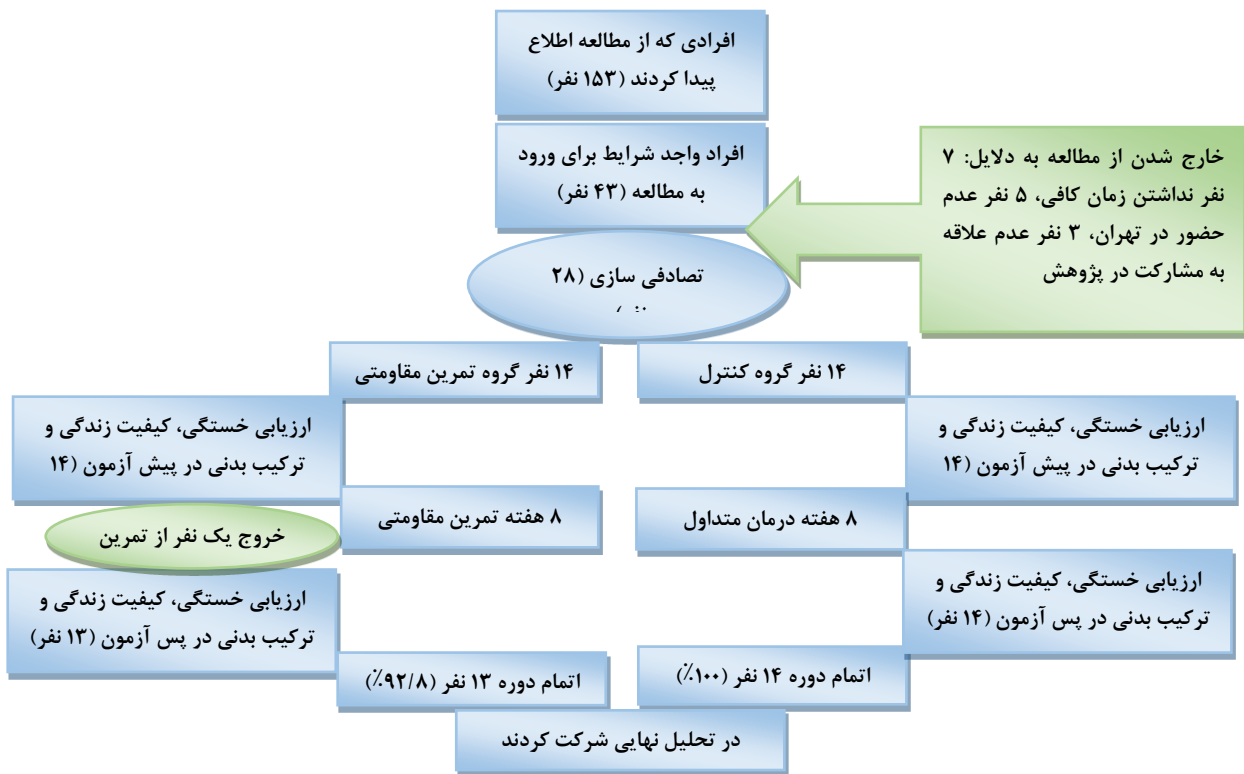 افرادی که از مطالعه اطلاع
پیدا کردند (۱۵۳ نفر)
افراد واجد شرایط برای ورود
به مطالعه (۴۳ نفر)
خارج شدن از مطالعه به دلایل: ۷
نفر نداشتن زمان کافی، ۵ نفر عدم
حضور در تهران، ۳ نفر عدم علاقه
به مشارکت در پژوهش
تصادفی سازی (۲۸
۱۴ نفر گروه کنترل
۱۴ نفر گروه تمرین مقاومتی
ارزیابی خستگی، کیفیت زندگی و
ترکیب بدنی در پیش آزمون (۱۴
ارزیابی خستگی، کیفیت زندگی و
ترکیب بدنی در پیش آزمون (۱۴
۸ هفته درمان متداول
۸ هفته تمرین مقاومتی
خروج یک نفر از تمرین
ارزیابی خستگی، کیفیت زندگی و
ترکیب بدنی در پس آزمون (۱۴ نفر)
ارزیابی خستگی، کیفیت زندگی و
ترکیب بدنی در پس آزمون (۱۳ نفر)
اتمام دوره ۱۴ نفر (۱۰۰٪)
اتمام دوره ۱۳ نفر (۹۲/۸٪)
در تحلیل نهایی شرکت کردند